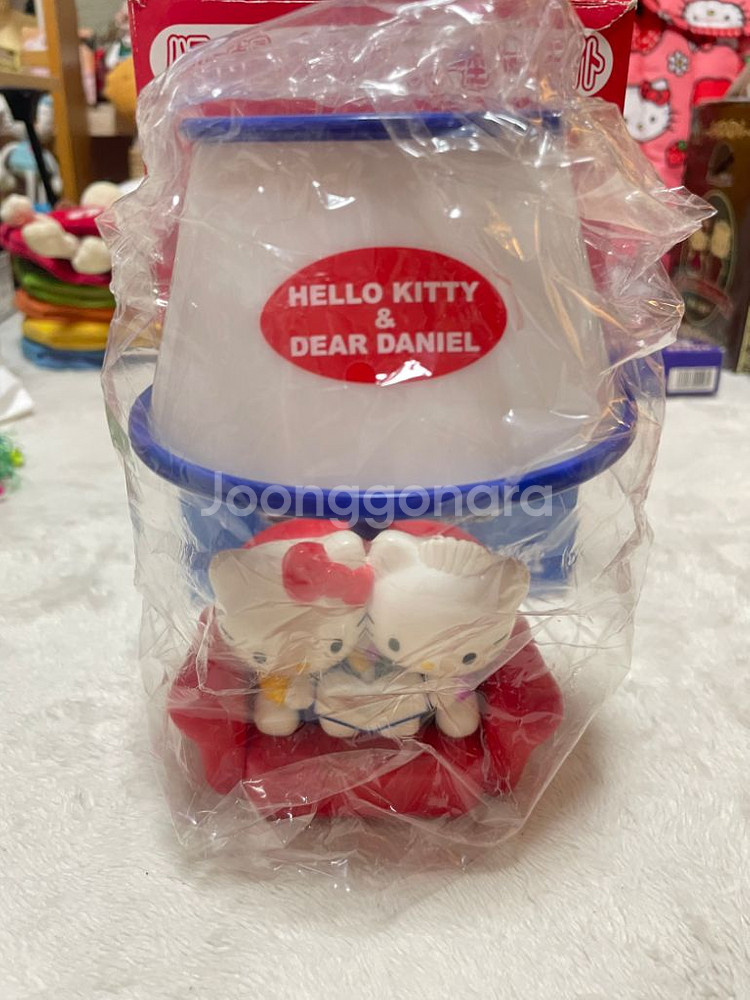 HELLO KITTY
&
DEAR DANIEL
Joonggonara